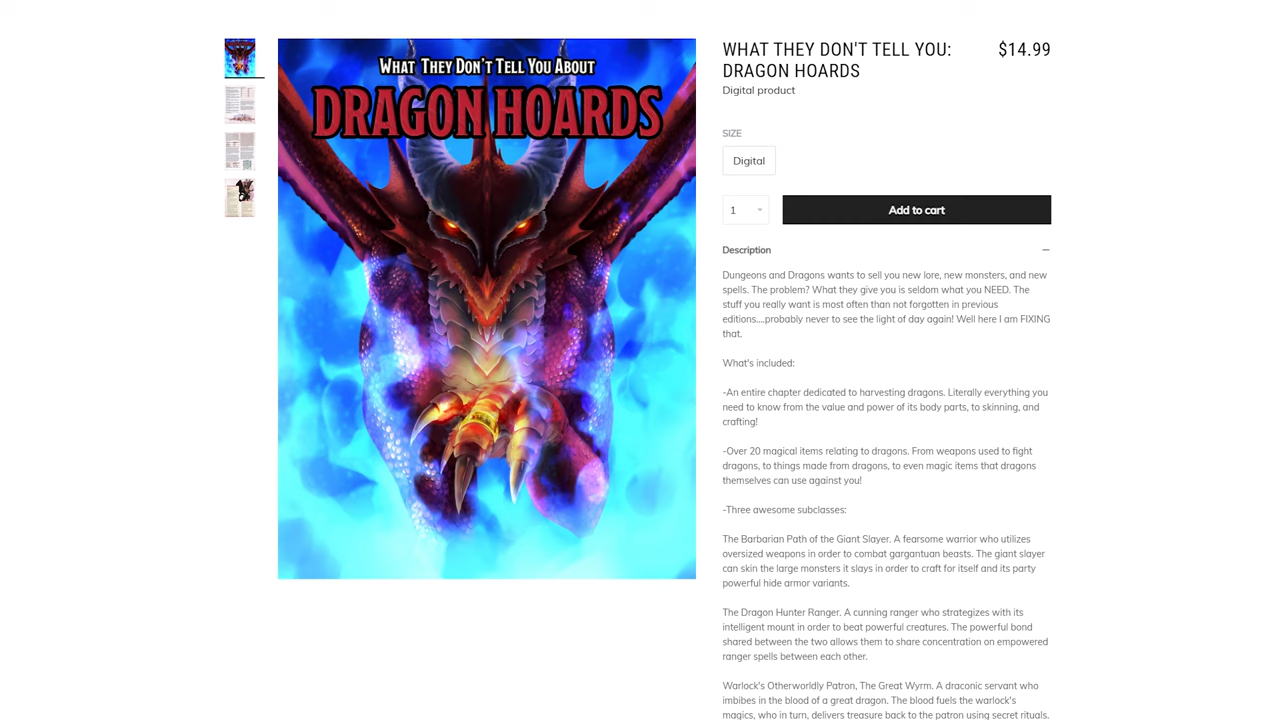 WHAT THEY DON'T TELL YOU ABOUT
DRAGON HOARDS
WHAT THEY DON'T TELL YOU:
DRAGON HOARDS
$14.99
Digital product
SIZE
Digital
1
Add to cart
Description
Dungeons and Dragons wants to sell you new lore, new monsters, and new
spells. The problem? What they give you is seldom what you NEED. The
stuff you really want is most often than not forgotten in previous
editions....probably never to see the light of day again! Well here I am FIXING
that.
What's included:
-An entire chapter dedicated to harvesting dragons. Literally everything you
need to know from the value and power of its body parts, to skinning, and
crafting!
-Over 20 magical items relating to dragons. From weapons used to fight
dragons, to things made from dragons, to even magic items that dragons
themselves can use against you!
-Three awesome subclasses:
The Barbarian Path of the Giant Slayer. A fearsome warrior who utilizes
oversized weapons in order to combat gargantuan beasts. The giant slayer
can skin the large monsters it slays in order to craft for itself and its party
powerful hide armor variants.
The Dragon Hunter Ranger. A cunning ranger who strategizes with its
intelligent mount in order to beat powerful creatures. The powerful bond
shared between the two allows them to share concentration on empowered
ranger spells between each other.
Warlock's Otherworldly Patron, The Great Wyrm. A draconic servant who
imbibes in the blood of a great dragon. The blood fuels the warlock's
magics, who in turn, delivers treasure back to the patron using secret rituals.